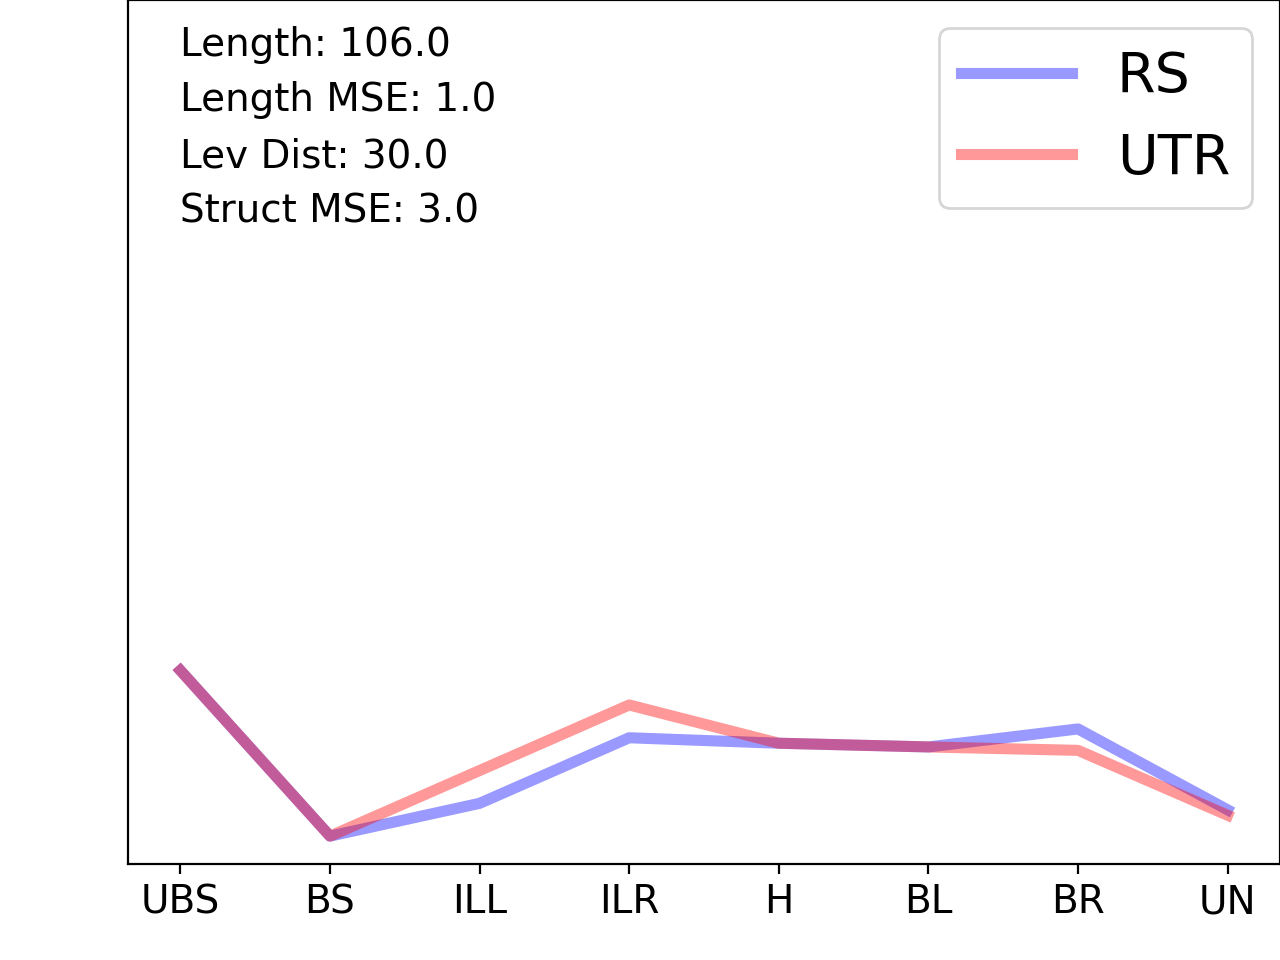 Length: 106.0
Length MSE: 1.0
Lev Dist: 30.0
Struct MSE: 3.0
RS
UTR
UBS BS ILL ILR H BL BR UN